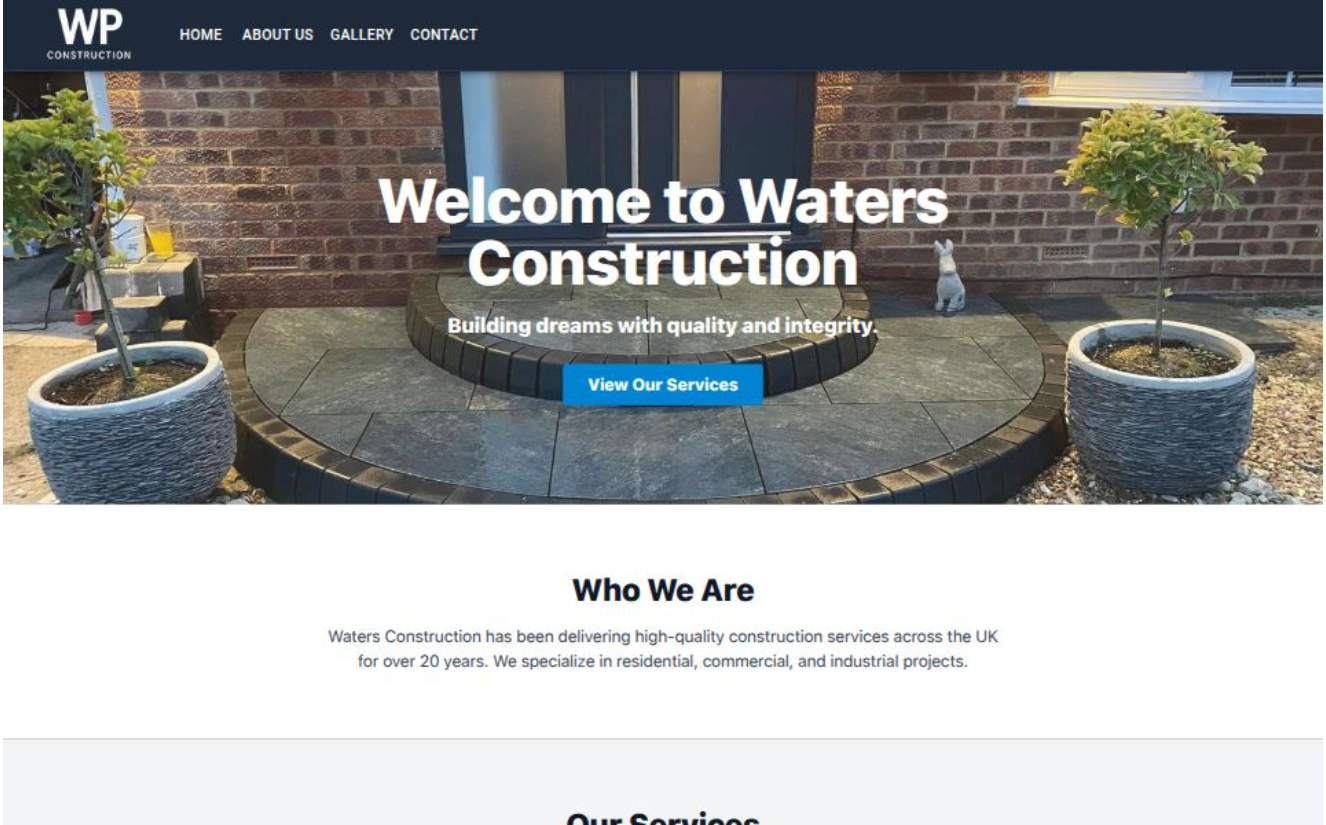 WP
CONSTRUCTION
HOME ABOUT US GALLERY CONTACT
Welcome to Waters
Construction
Building dreams with quality and integrity.
View Our Services
Who We Are
Waters Construction has been delivering high-quality construction services across the UK
for over 20 years. We specialize in residential, commercial, and industrial projects.
Our Services